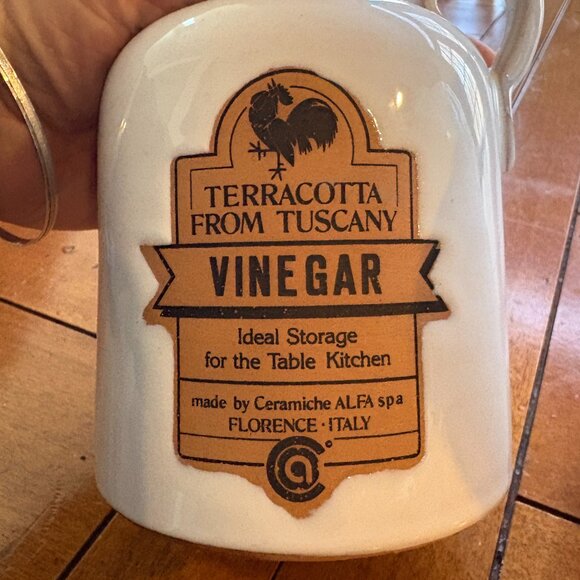 TERRACOTTA
FROM TUSCANY
VINEGAR
Ideal Storage
for the Table Kitchen
made by Ceramiche ALFA spa
FLORENCE · ITALY
©